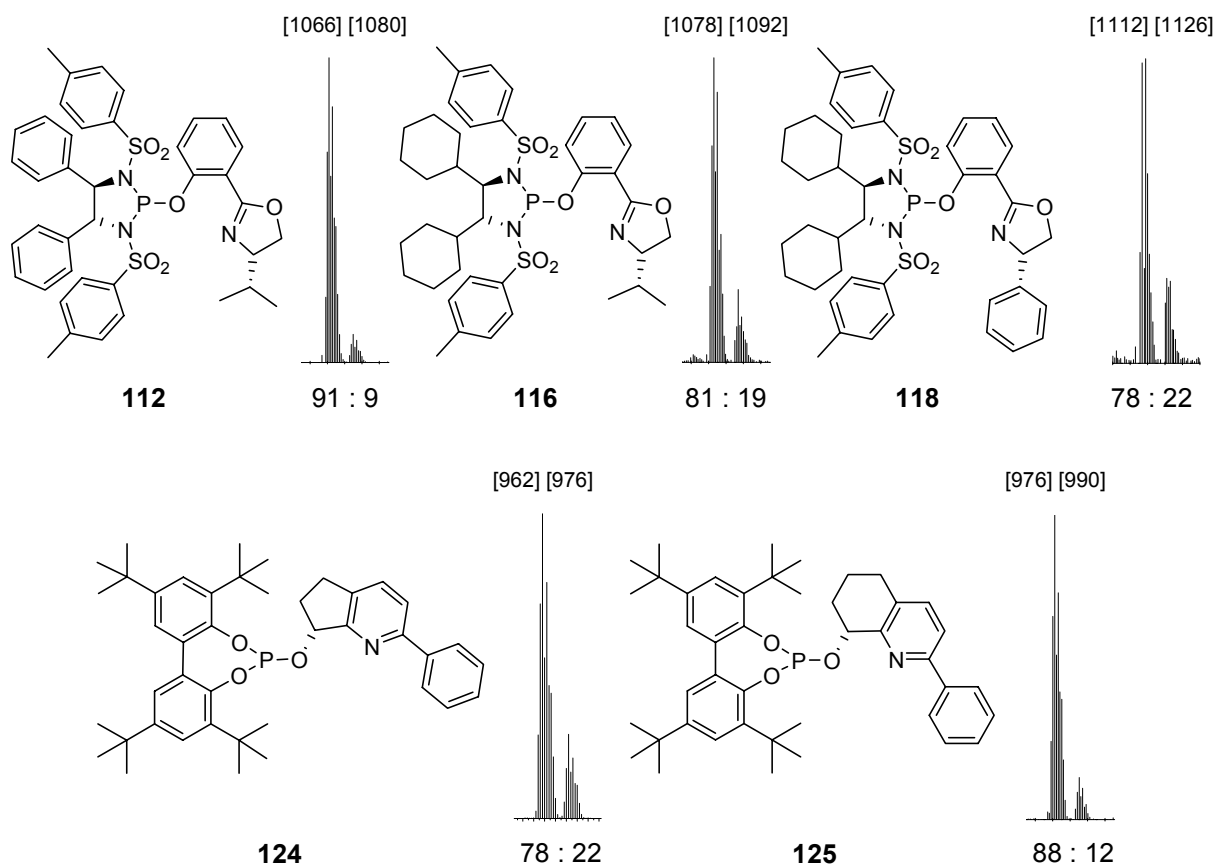 [1066] [1080]
[1078] [1092]
[1112] [1126]
SO2
S
N
P
O
N
S
SO2
O
N
S
SO2
N
P
O
N
S
SO2
O
N
S
SO2
N
P
O
N
S
SO2
O
N
112
91 : 9
116
81 : 19
118
78 : 22
[962] [976]
[976] [990]
O
P
O
O
N
O
P
O
O
N
124
78 : 22
125
88 : 12